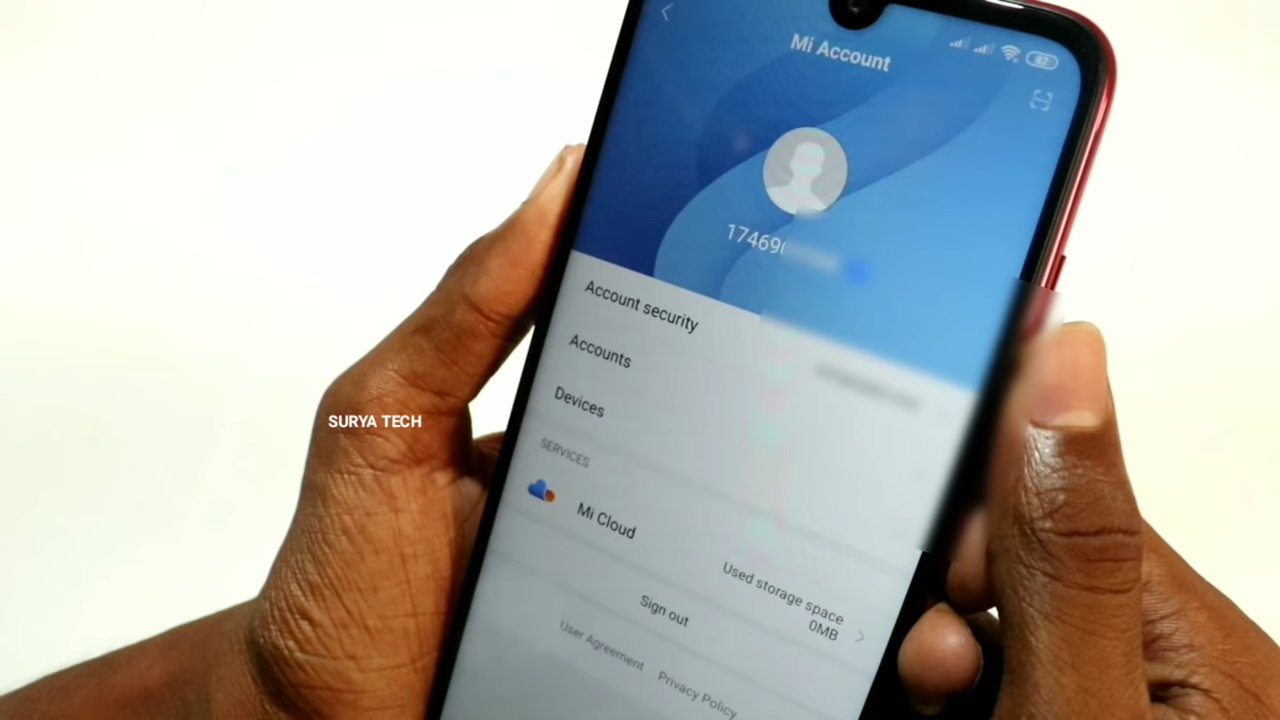 Mi Account
82
17469
Account security
Accounts
Devices
SERVICES
Mi Cloud
Used storage space
0MB
Sign out
User Agreement Privacy Policy
SURYA TECH